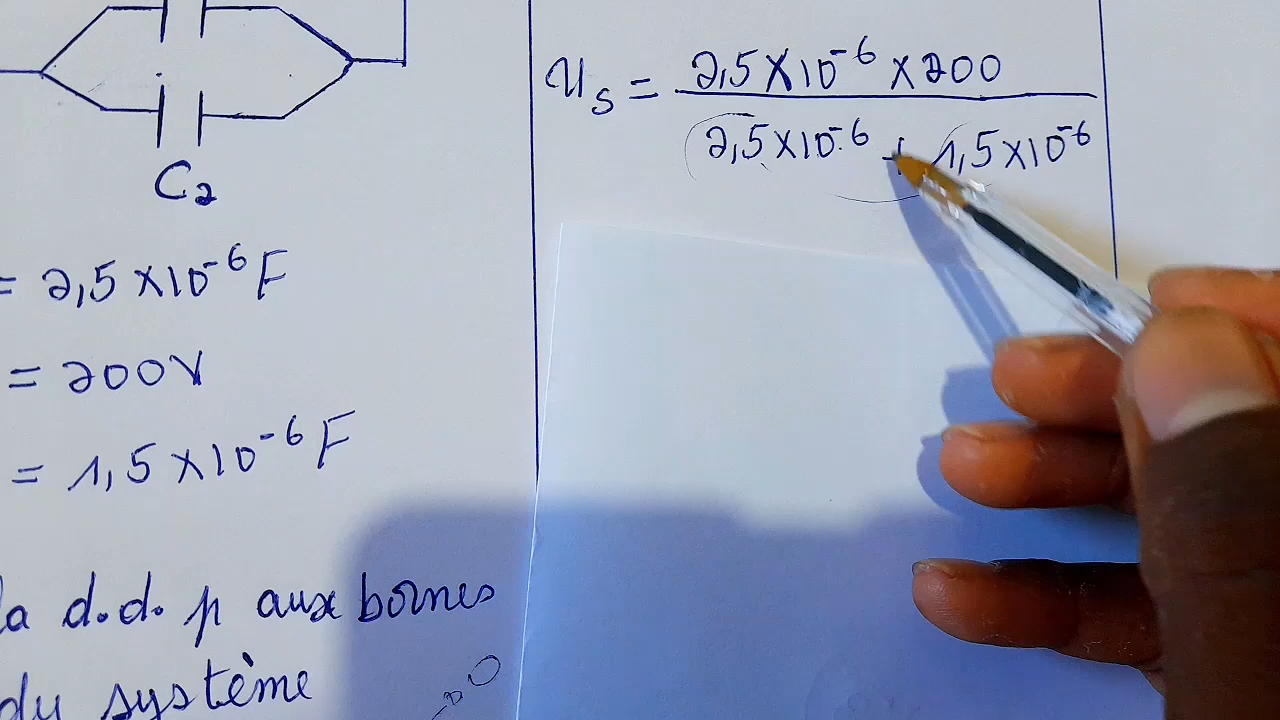 C2
= 2,5×10-6 F
= 200V
= 1,5×10-6 F
la d.d.p aux bornes
du système
Us = 2,5×10-6 ×200
2,5×10-6 + 1,5×10-6